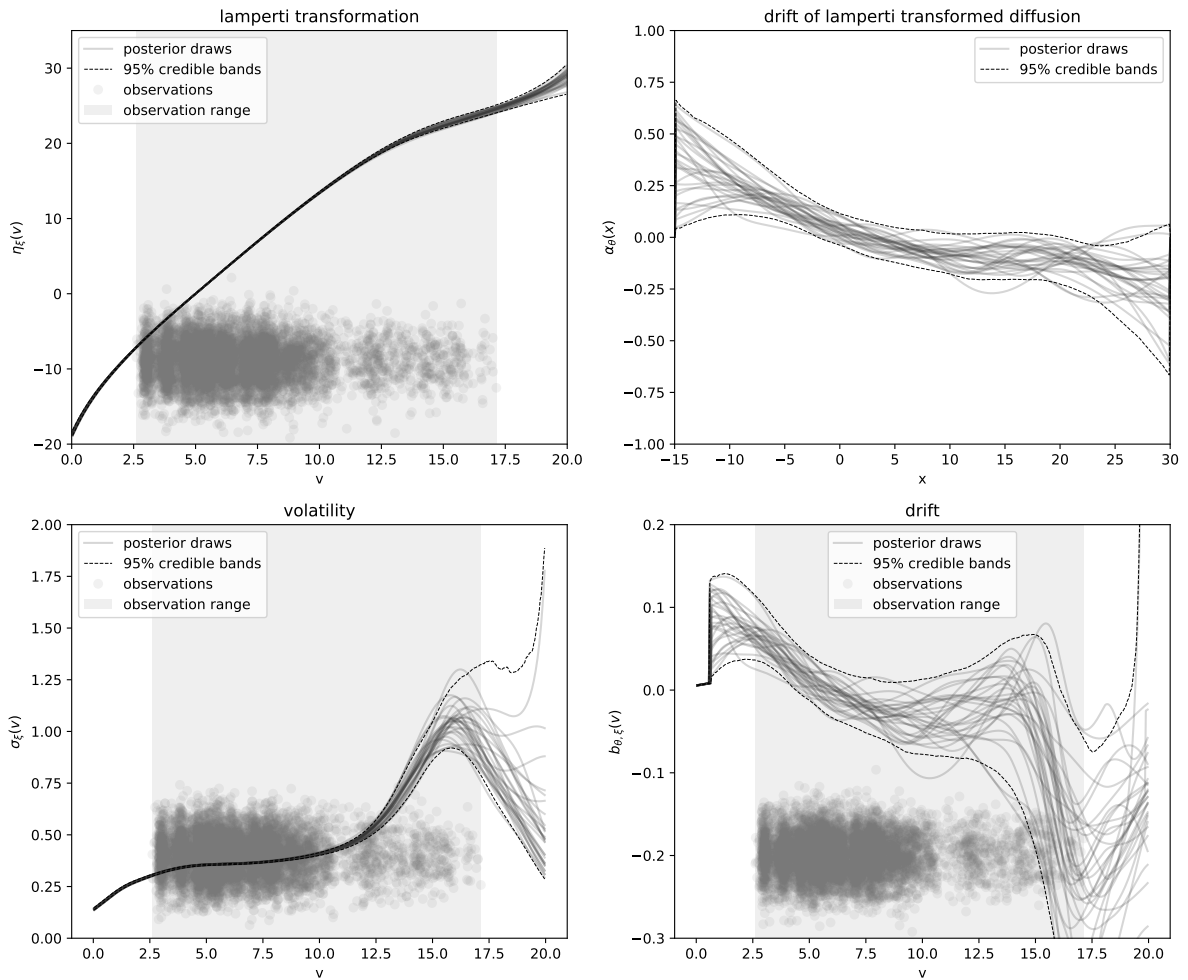 lamperti transformation
posterior draws
95% credible bands
observations
observation range
30
20
10
0
−10
−20
ηξ(v)
0.0 2.5 5.0 7.5 10.0 12.5 15.0 17.5 20.0
v
drift of lamperti transformed diffusion
posterior draws
95% credible bands
1.00
0.75
0.50
0.25
0.00
−0.25
−0.50
−0.75
−1.00
αθ(x)
−15 −10 −5 0 5 10 15 20 25 30
x
volatility
posterior draws
95% credible bands
observations
observation range
2.00
1.75
1.50
1.25
1.00
0.75
0.50
0.25
0.00
σξ(v)
0.0 2.5 5.0 7.5 10.0 12.5 15.0 17.5 20.0
v
drift
posterior draws
95% credible bands
observations
observation range
0.2
0.1
0.0
−0.1
−0.2
−0.3
bθ, ξ(v)
0.0 2.5 5.0 7.5 10.0 12.5 15.0 17.5 20.0
v